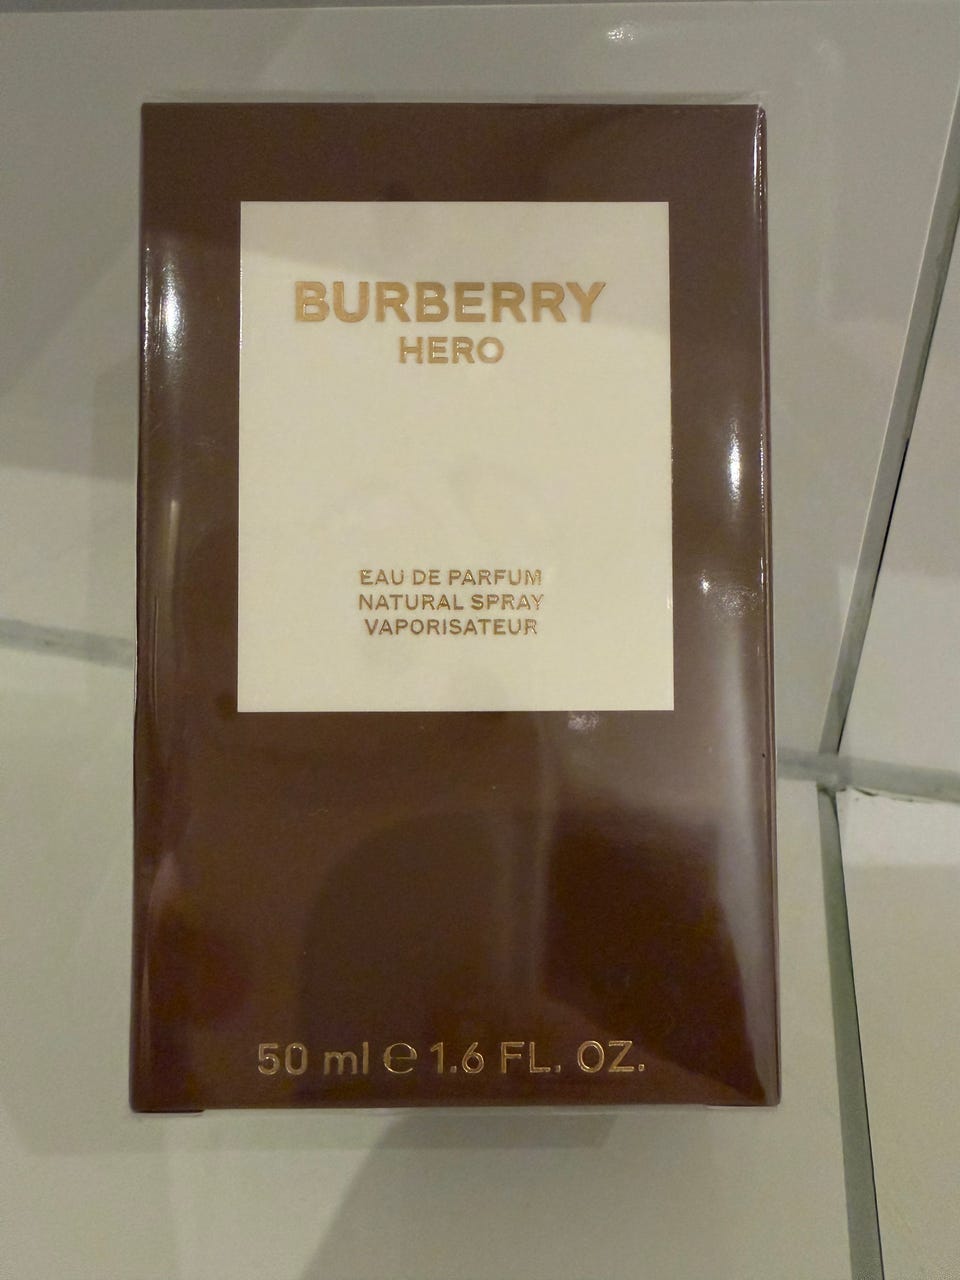 BURBERRY
HERO
EAU DE PARFUM
NATURAL SPRAY
VAPORISATEUR
50 ml ℮ 1.6 FL. OZ.